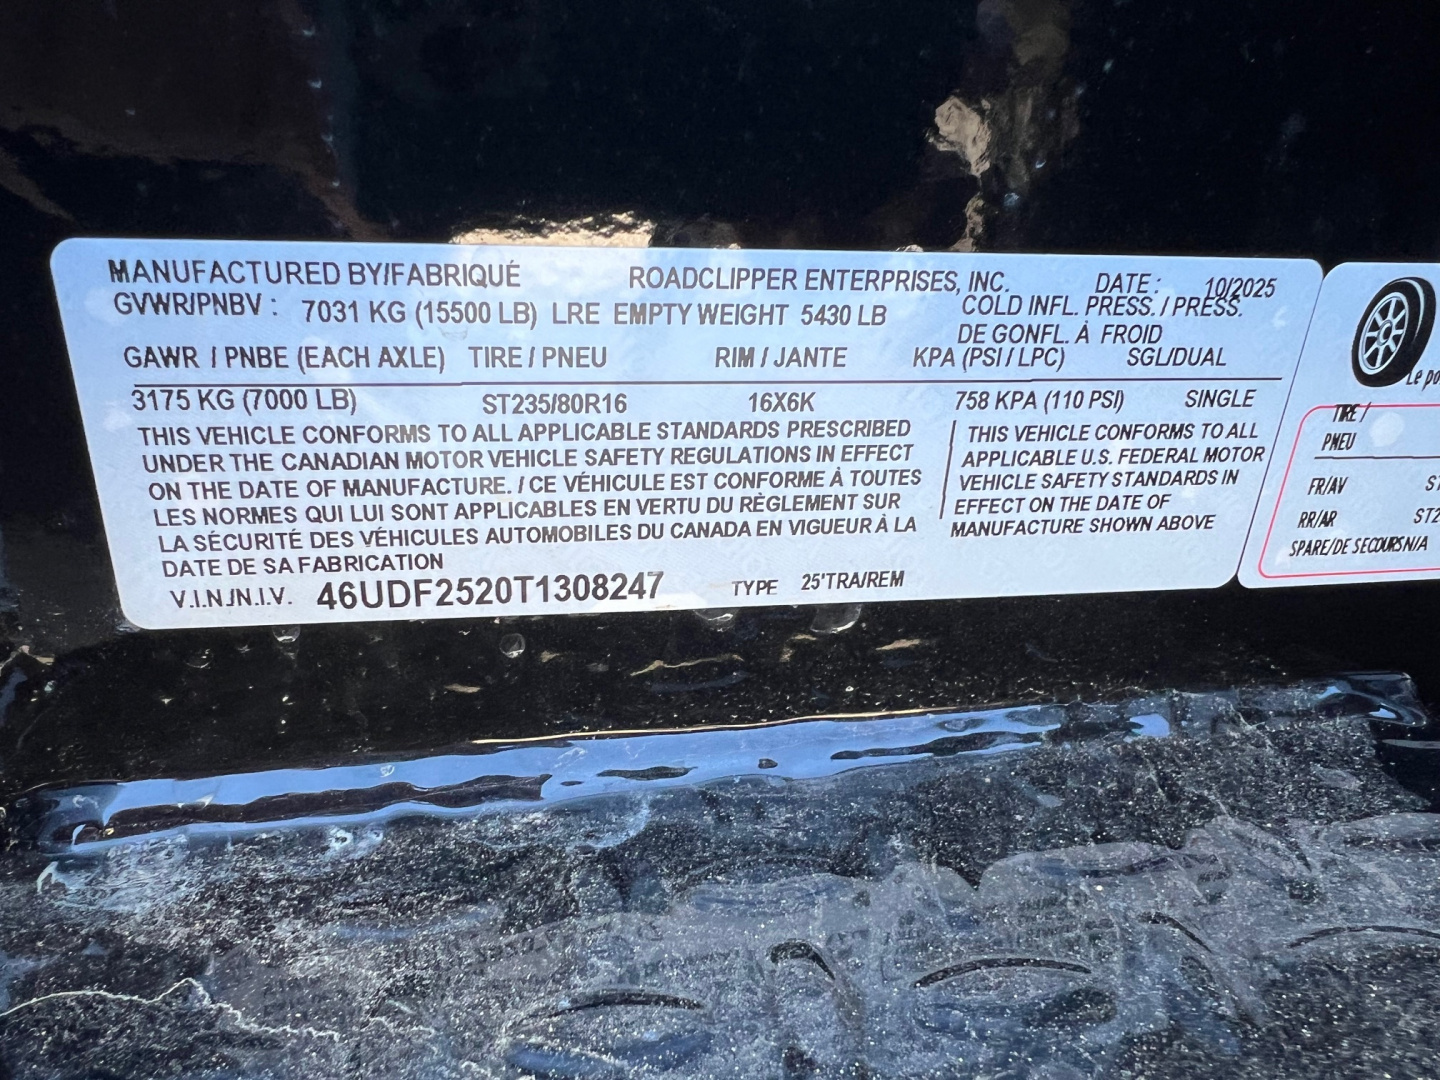 MANUFACTURED BY/FABRIQUÉ ROADCLIPPER ENTERPRISES, INC. DATE : 10/2025
GVWR/PNBV : 7031 KG (15500 LB) LRE EMPTY WEIGHT 5430 LB COLD INFL. PRESS. / PRESS.
DE GONFL. À FROID
GAWR / PNBE (EACH AXLE) TIRE / PNEU RIM / JANTE KPA (PSI / LPC) SGL/DUAL
3175 KG (7000 LB) ST235/80R16 16X6K 758 KPA (110 PSI) SINGLE
THIS VEHICLE CONFORMS TO ALL APPLICABLE STANDARDS PRESCRIBED
UNDER THE CANADIAN MOTOR VEHICLE SAFETY REGULATIONS IN EFFECT
ON THE DATE OF MANUFACTURE. / CE VÉHICULE EST CONFORME À TOUTES
LES NORMES QUI LUI SONT APPLICABLES EN VERTU DU RÈGLEMENT SUR
LA SÉCURITÉ DES VÉHICULES AUTOMOBILES DU CANADA EN VIGUEUR À LA
DATE DE SA FABRICATION
THIS VEHICLE CONFORMS TO ALL
APPLICABLE U.S. FEDERAL MOTOR
VEHICLE SAFETY STANDARDS IN
EFFECT ON THE DATE OF
MANUFACTURE SHOWN ABOVE
V.I.N./N.I.V. 46UDF2520T1308247 TYPE 25'TRA/REM
Le
TIRE /
PNEU
FR/AV
RR/AR
SPARE/DE SECOURS N/A